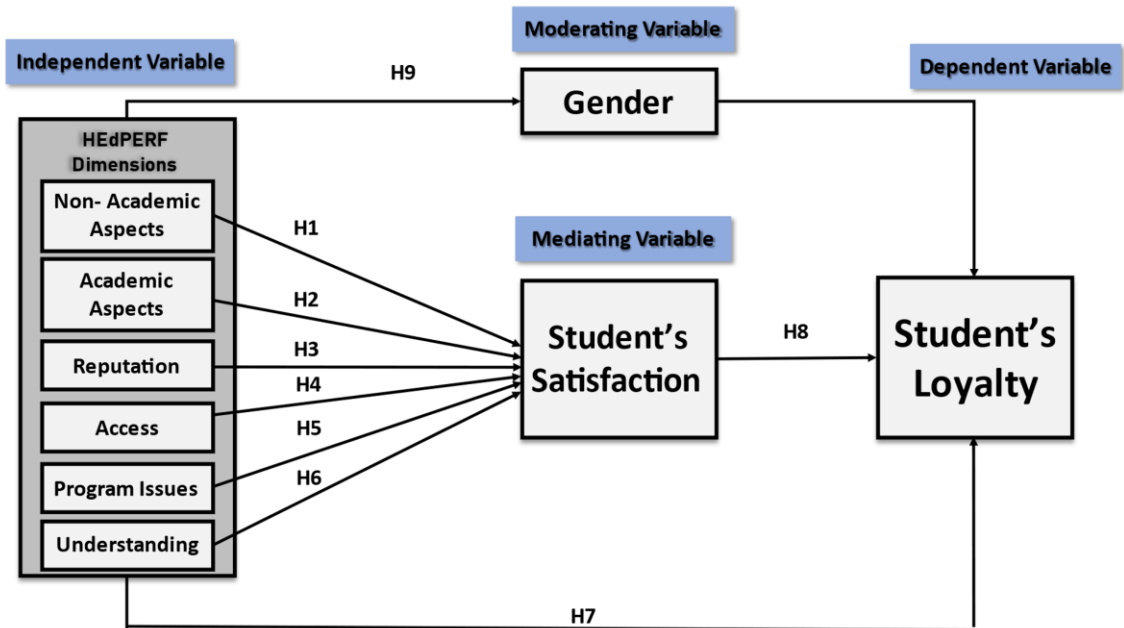 Moderating Variable
Independent Variable
Dependent Variable
H9
Gender
HEdPERF
Dimensions
Non- Academic
Aspects
H1
Mediating Variable
Academic
Aspects
H2
Student's
Satisfaction
H8
Student's
Loyalty
Reputation
H3
H4
Access
H5
Program Issues
H6
Understanding
H7